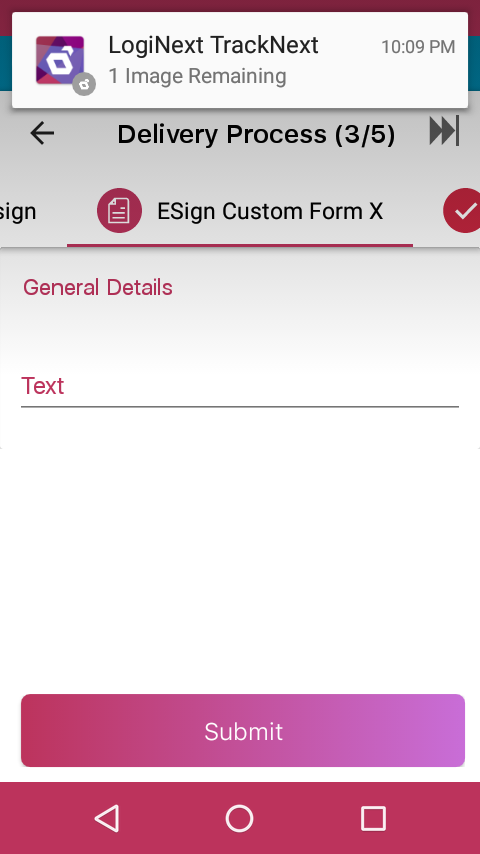 LogiNext TrackNext 10:09 PM
1 Image Remaining
Delivery Process (3/5)
sign ESign Custom Form X
General Details
Text
Submit